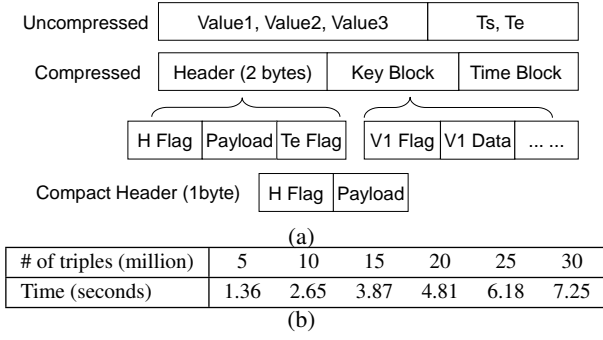 Uncompressed Value1, Value2, Value3 Ts, Te
Compressed Header (2 bytes) Key Block Time Block
H Flag Payload Te Flag V1 Flag V1 Data ... ...
Compact Header (1byte) H Flag Payload
(a)
# of triples (million) 5 10 15 20 25 30
Time (seconds) 1.36 2.65 3.87 4.81 6.18 7.25
(b)